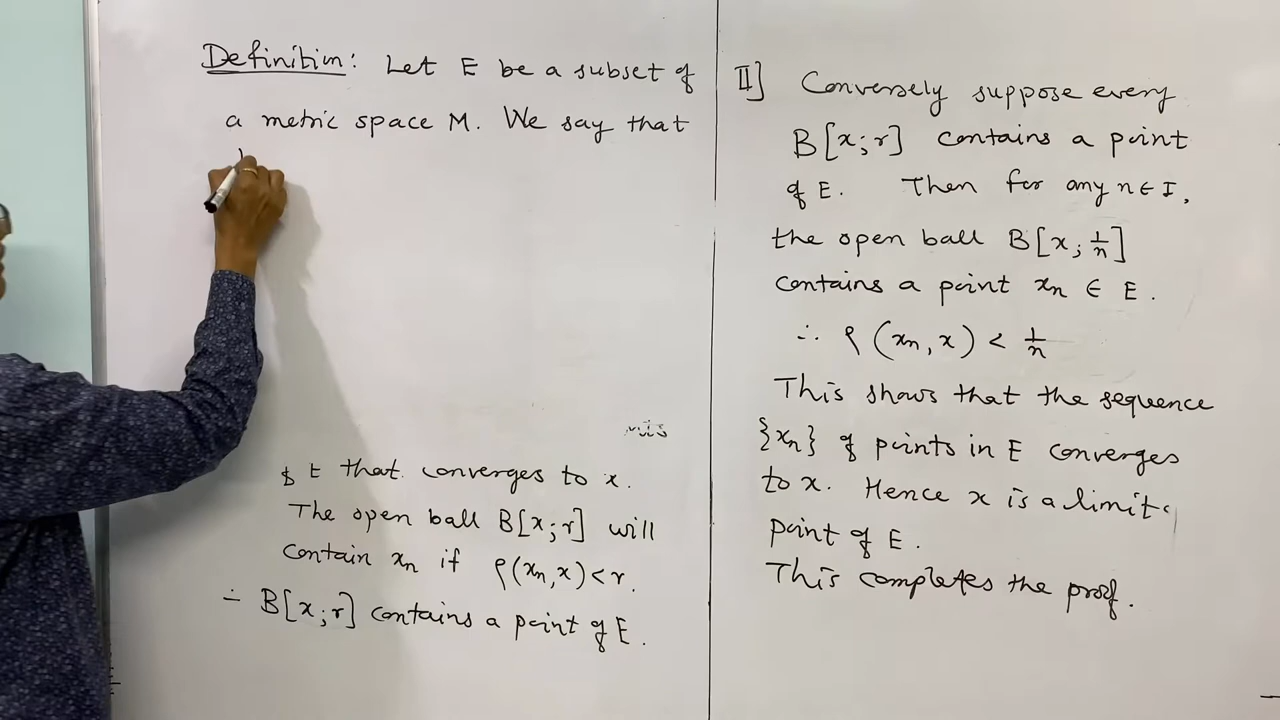 Definition: Let E be a subset of
a metric space M. We say that
E that converges to x.
The open ball B[x;r] will
contain xn if ρ(xn,x)<r.
∴ B[x;r] contains a point of E.
II] Conversely suppose every
B[x;r] contains a point
of E. Then for any n∈I,
the open ball B[x; 1/n]
contains a point xn ∈ E.
∴ ρ(xn,x) < 1/n
This shows that the sequence
{xn} of points in E converges
to x. Hence x is a limit
point of E.
This completes the proof.